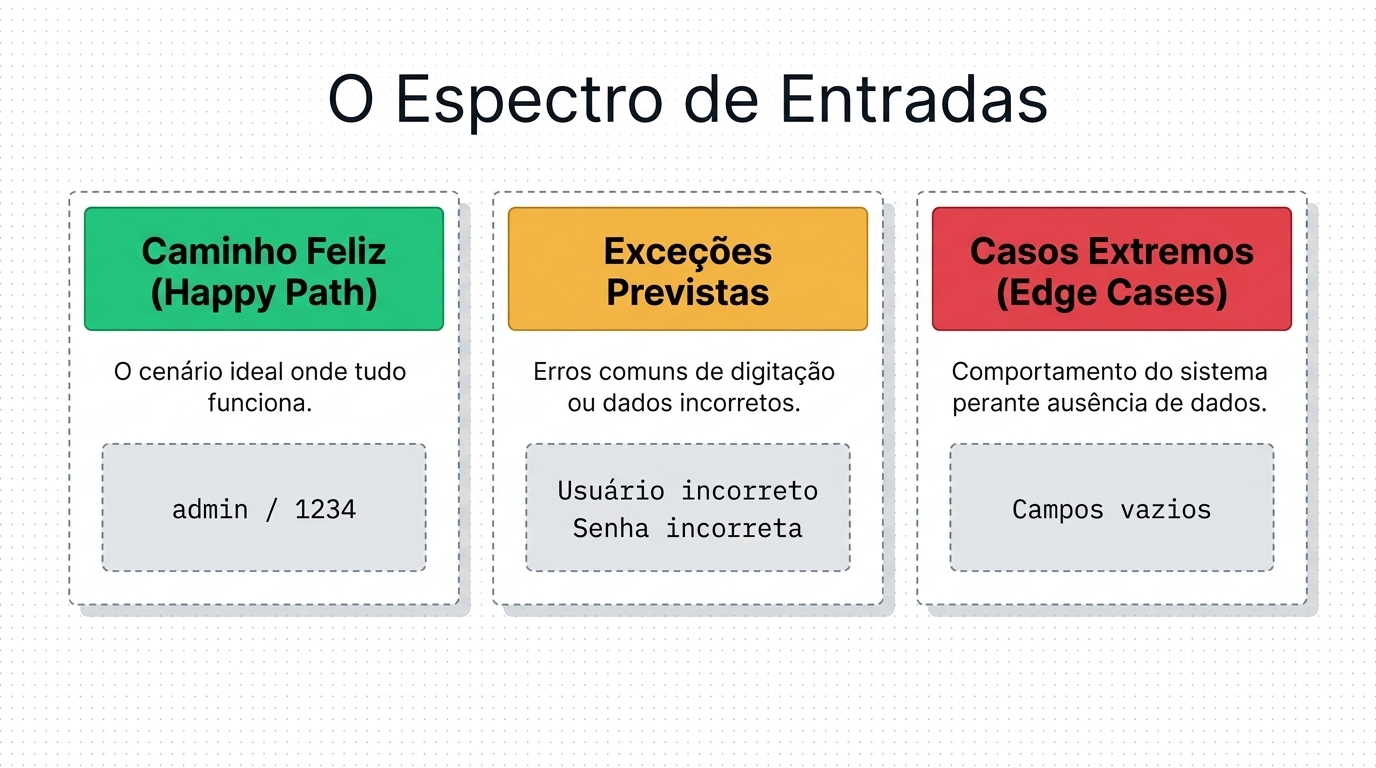 O Espectro de Entradas
Caminho Feliz
(Happy Path)
O cenário ideal onde tudo
funciona.
admin / 1234
Exceções
Previstas
Erros comuns de digitação
ou dados incorretos.
Usuário incorreto
Senha incorreta
Casos Extremos
(Edge Cases)
Comportamento do sistema
perante ausência de dados.
Campos vazios